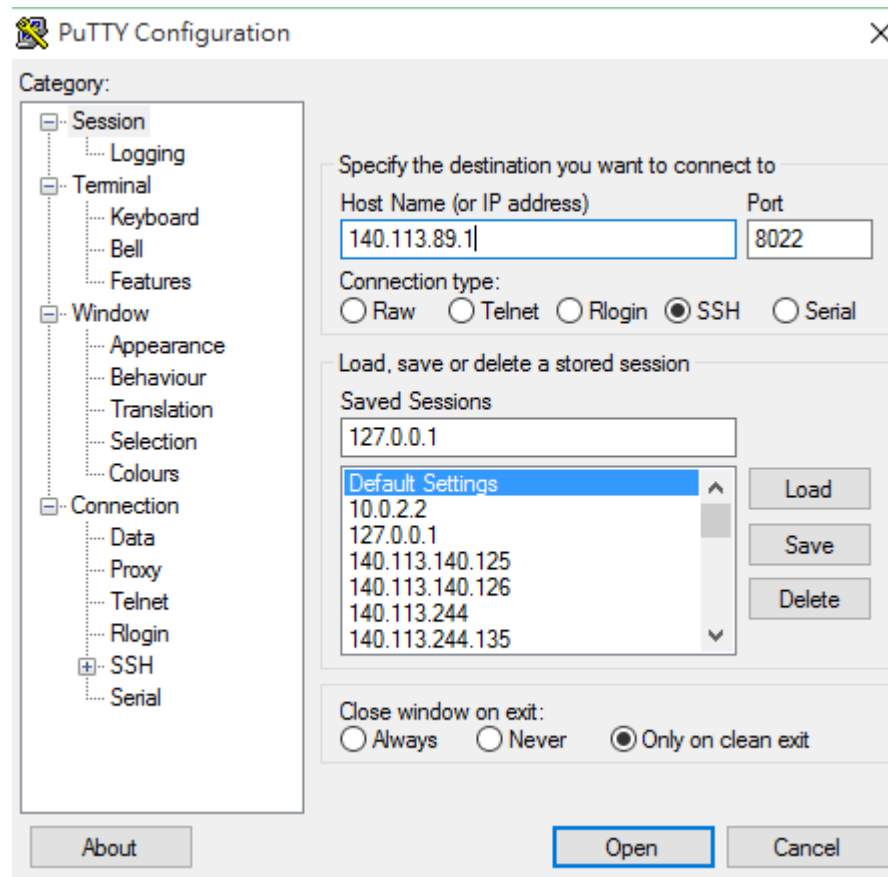 PuTTY Configuration
Category:
Session
Logging
Terminal
Keyboard
Bell
Features
Window
Appearance
Behaviour
Translation
Selection
Colours
Connection
Data
Proxy
Telnet
Rlogin
SSH
Serial
Specify the destination you want to connect to
Host Name (or IP address) Port
140.113.89.1 8022
Connection type:
Raw Telnet Rlogin SSH Serial
Load, save or delete a stored session
Saved Sessions
127.0.0.1
Default Settings
10.0.2.2
127.0.0.1
140.113.140.125
140.113.140.126
140.113.244
140.113.244.135
Load
Save
Delete
Close window on exit:
Always Never Only on clean exit
About Open Cancel